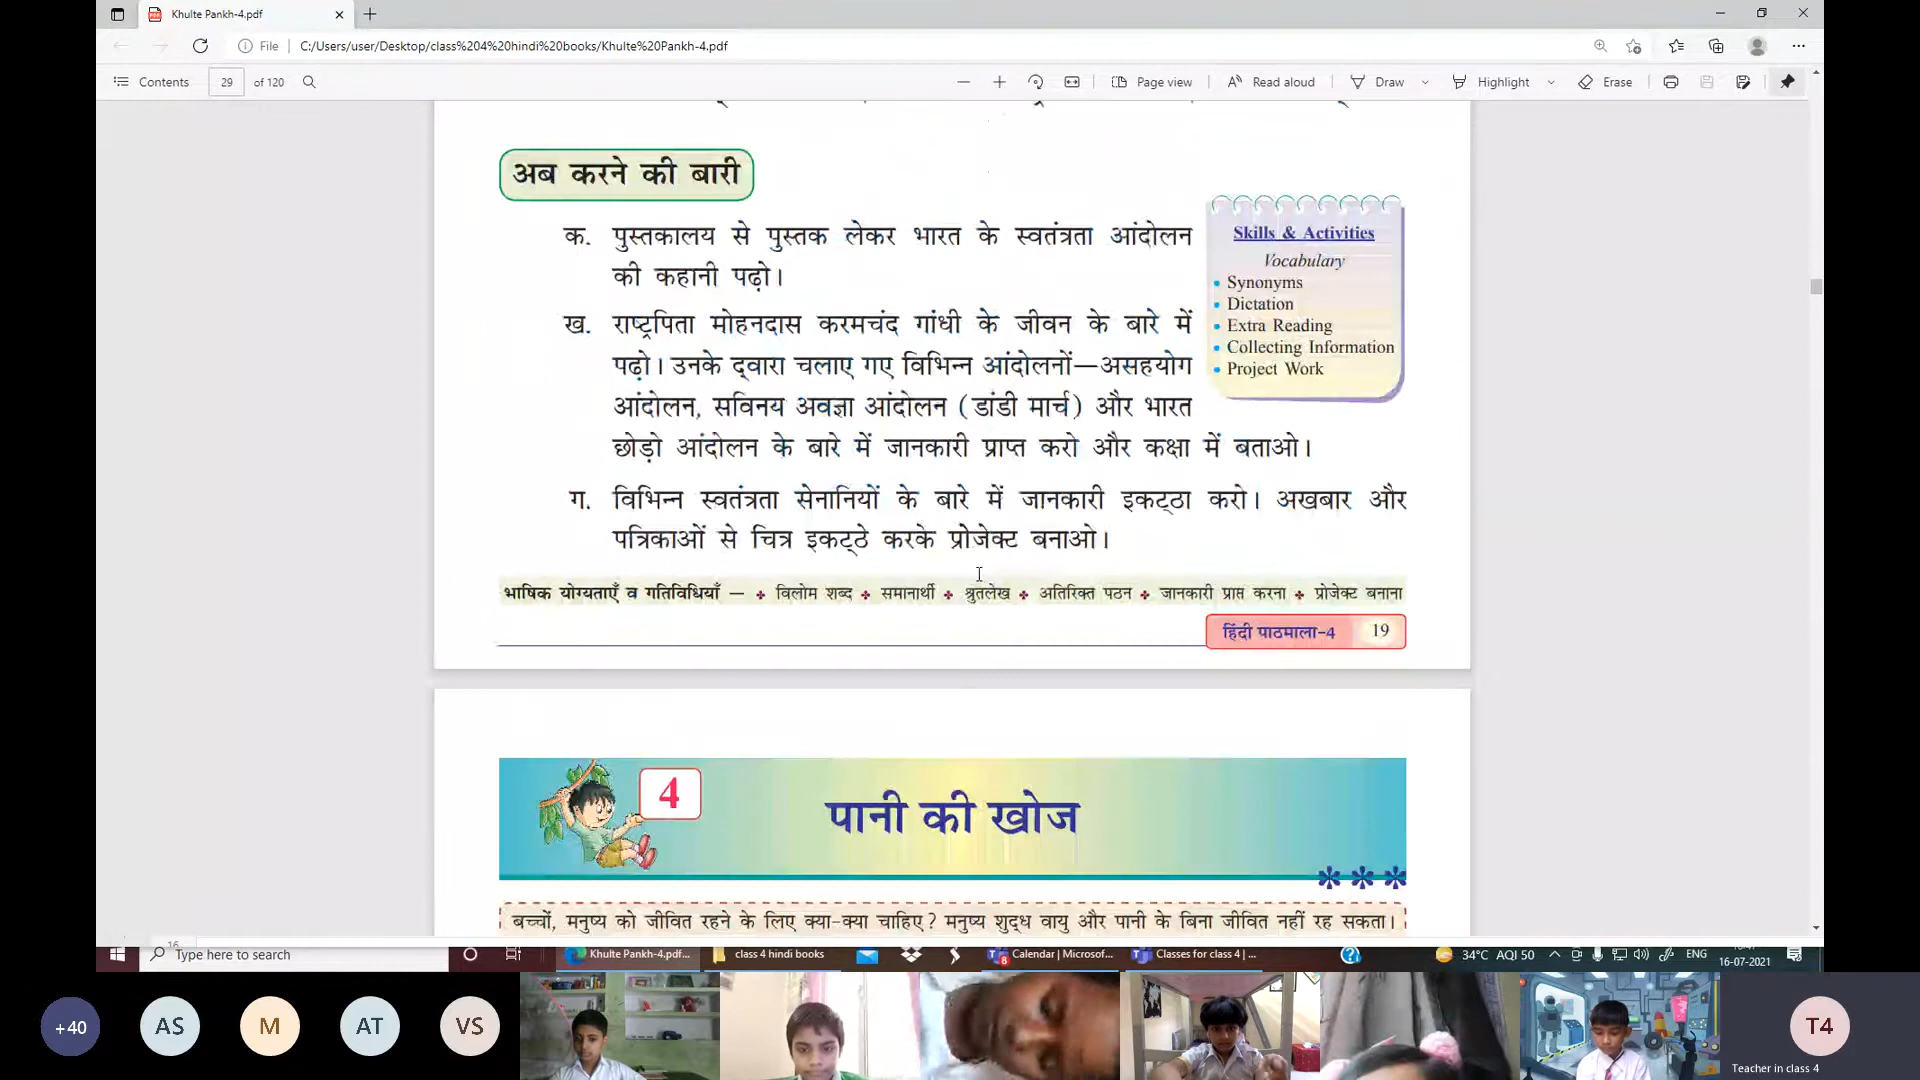 Khulte Pankh-4.pdf
File C:/Users/user/Desktop/class%204%20hindi%20books/Khulte%20Pankh-4.pdf
Contents 29 of 120 Page view Read aloud Draw Highlight Erase
अब करने की बारी
क. पुस्तकालय से पुस्तक लेकर भारत के स्वतंत्रता आंदोलन
की कहानी पढ़ो।
ख. राष्ट्रपिता मोहनदास करमचंद गांधी के जीवन के बारे में
पढ़ो। उनके द्वारा चलाए गए विभिन्न आंदोलनों—असहयोग
आंदोलन, सविनय अवज्ञा आंदोलन (डांडी मार्च) और भारत
छोड़ो आंदोलन के बारे में जानकारी प्राप्त करो और कक्षा में बताओ।
Skills & Activities
Vocabulary
• Synonyms
• Dictation
• Extra Reading
• Collecting Information
• Project Work
ग. विभिन्न स्वतंत्रता सेनानियों के बारे में जानकारी इकट्ठा करो। अखबार और
पत्रिकाओं से चित्र इकट्ठे करके प्रोजेक्ट बनाओ।
भाषिक योग्यताएँ व गतिविधियाँ — विलोम शब्द समानार्थी श्रुतलेख अतिरिक्त पठन जानकारी प्राप्त करना प्रोजेक्ट बनाना
हिंदी पाठमाला-4 19
4
पानी की खोज
***
बच्चों, मनुष्य को जीवित रहने के लिए क्या-क्या चाहिए? मनुष्य शुद्ध वायु और पानी के बिना जीवित नहीं रह सकता।
Type here to search Khulte Pankh-4.pdf... class 4 hindi books Calendar | Microsof... Classes for class 4 | ... 34°C AQI 50 ENG
16-07-2021
+40 AS M AT VS T4
Teacher in class 4